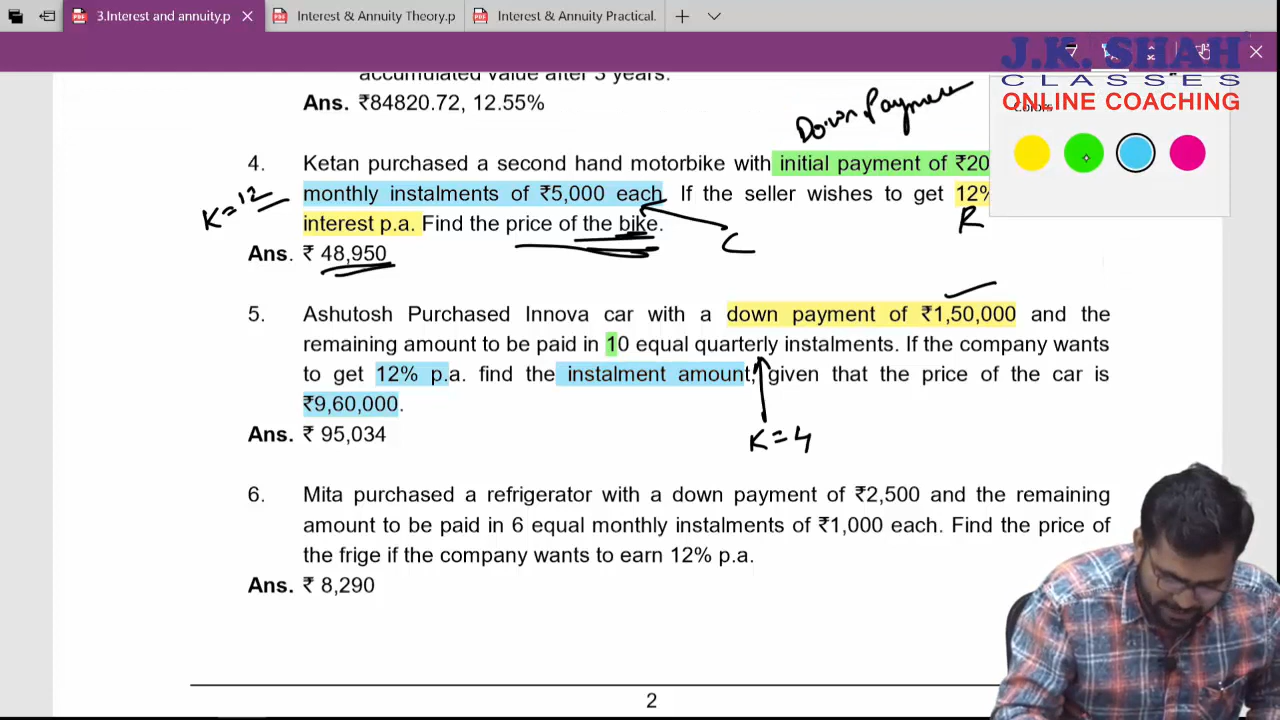 3.Interest and annuity.p
Interest & Annuity Theory.p
Interest & Annuity Practical.
J.K. SHAH
CLASSES
ONLINE COACHING
Colors
accumulated value after 3 years.
Ans. ₹84820.72, 12.55%
Down Payment
4. Ketan purchased a second hand motorbike with initial payment of ₹20
monthly instalments of ₹5,000 each. If the seller wishes to get 12%
K=12
interest p.a. Find the price of the bike.
R
C
Ans. ₹ 48,950
5. Ashutosh Purchased Innova car with a down payment of ₹1,50,000 and the
remaining amount to be paid in 10 equal quarterly instalments. If the company wants
to get 12% p.a. find the instalment amount, given that the price of the car is
₹9,60,000.
K=4
Ans. ₹ 95,034
6. Mita purchased a refrigerator with a down payment of ₹2,500 and the remaining
amount to be paid in 6 equal monthly instalments of ₹1,000 each. Find the price of
the frige if the company wants to earn 12% p.a.
Ans. ₹ 8,290
2